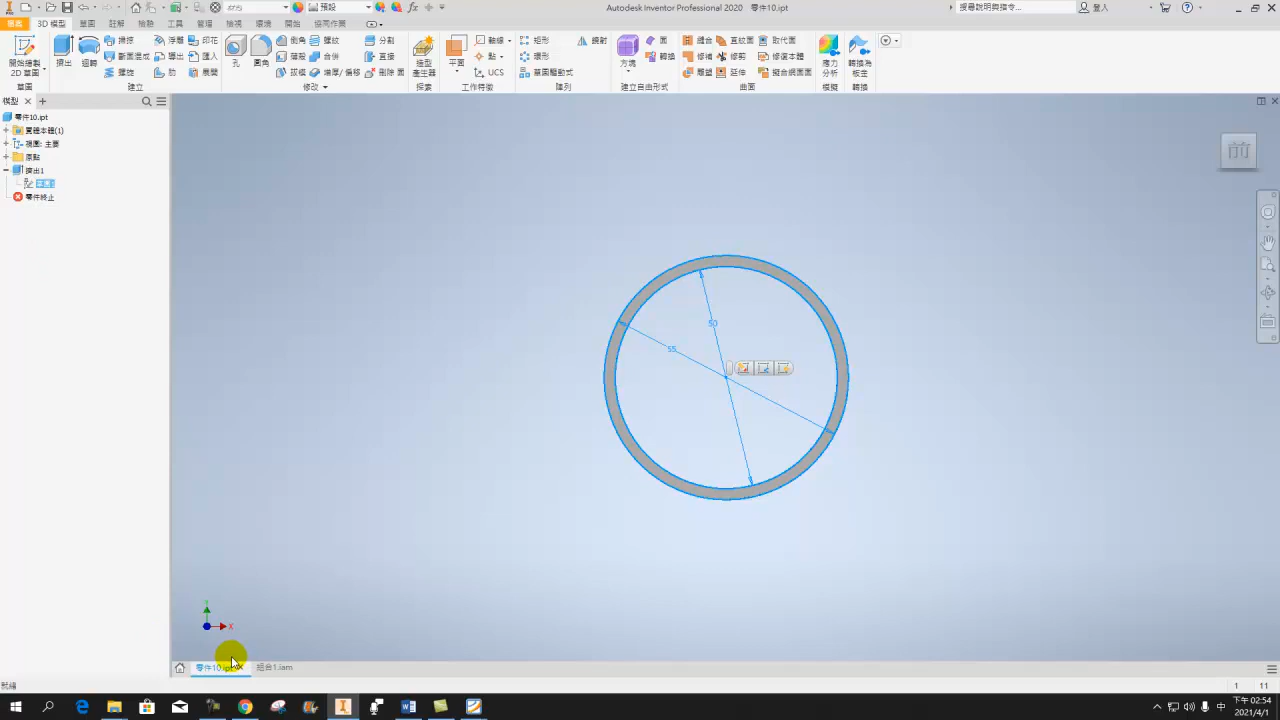 Autodesk Inventor Professional 2020 零件10.ipt
搜尋說明與指令...
登入
預設
檔案
3D 模型
草圖
註解
檢驗
工具
管理
檢視
環境
開始
協同作業
開始繪製
2D 草圖
擠出
迴轉
掃掠
斷面混成
螺旋
浮雕
導出
肋
印花
匯入
展開
孔
圓角
倒角
薄殼
拔模
螺紋
合併
增厚/偏移
分割
直接
刪除 面
造型
產生器
平面
軸線
點
UCS
矩形
環形
草圖驅動式
鏡射
方塊
面
轉換
縫合
修補
雕塑
直紋面
修剪
延伸
取代面
修復本體
擬合網面
應力
分析
轉換為
鈑金
草圖
建立
修改
探索
工作特徵
陣列
建立自由形式
曲面
模擬
轉換
模型
零件10.ipt
實體本體(1)
視圖: 主要
原點
擠出1
草圖1
零件終止
前
50
55
X
零件10.ipt
組合1.iam
就緒
1
11
中
下午 02:54
2021/4/1